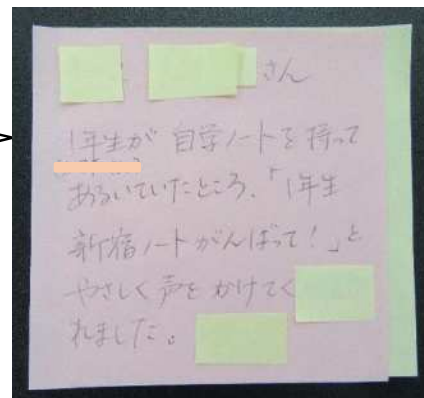 さん
1年生が 自学ノートを持って
あるいていたところ、「1年生
新宿ノートがんばって！」と
やさしく声をかけてく
れました。